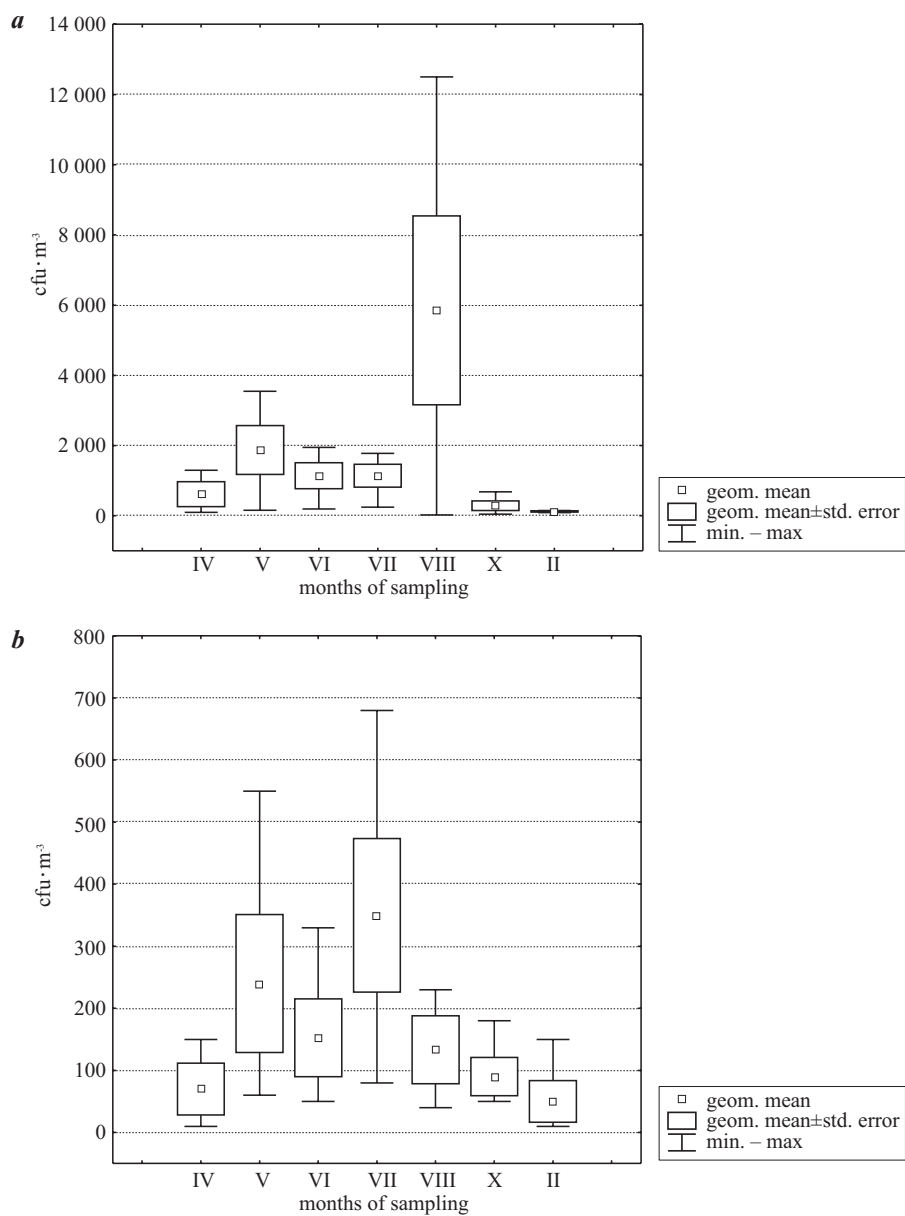 a
14 000
12 000
10 000
8 000
6 000
4 000
2 000
0
cfu·m⁻³
IV V VI VII VIII X II
months of sampling
geom. mean
geom. mean±std. error
min. – max
b
800
700
600
500
400
300
200
100
0
cfu·m⁻³
IV V VI VII VIII X II
months of sampling
geom. mean
geom. mean±std. error
min. – max